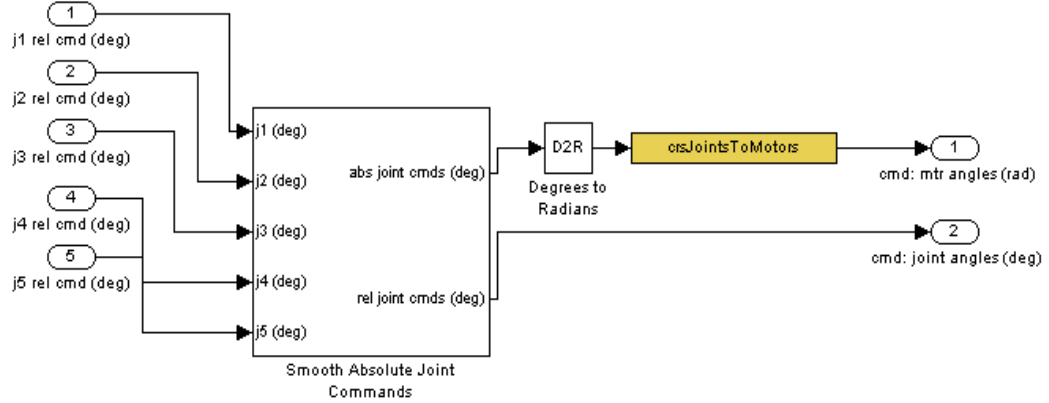 1
j1 rel cmd (deg)
2
j2 rel cmd (deg)
3
j3 rel cmd (deg)
4
j4 rel cmd (deg)
5
j5 rel cmd (deg)
j1 (deg)
j2 (deg)
j3 (deg)
j4 (deg)
j5 (deg)
abs joint cmds (deg)
rel joint cmds (deg)
Smooth Absolute Joint
Commands
D2R
Degrees to
Radians
crsJointsToMotors
1
cmd: mtr angles (rad)
2
cmd: joint angles (deg)